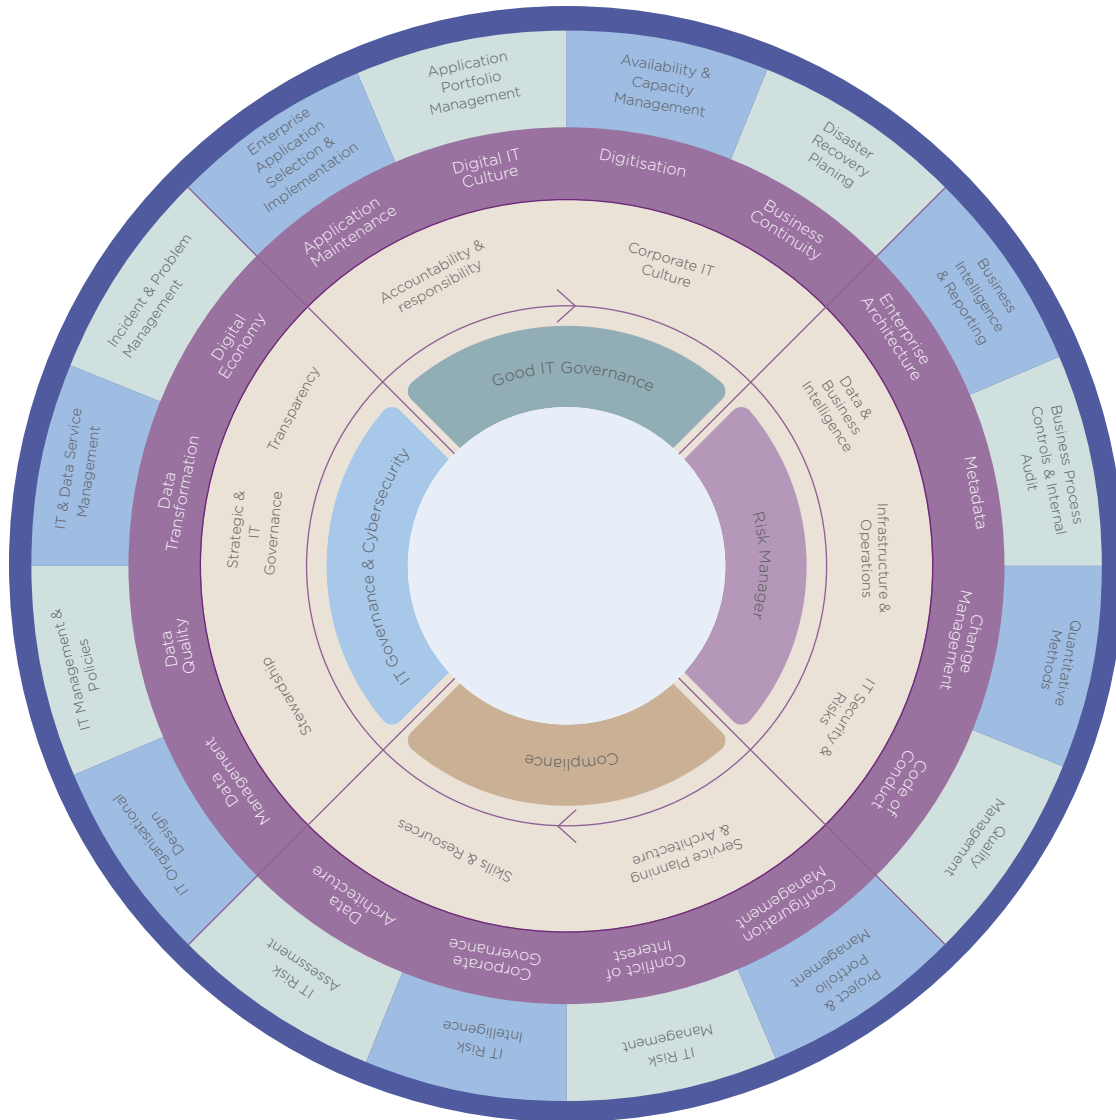 Availability &
Capacity
Management
Disaster
Recovery
Planing
Business
Intelligence
& Reporting
Business Process
Controls & Internal
Audit
Quantitative
Methods
Quality
Management
Project &
Portfolio
Management
IT Risk
Management
IT Risk
Intelligence
IT Risk
Assessment
IT Organisational
Design
IT Management &
Policies
IT & Data Service
Management
Incident & Problem
Management
Enterprise
Application
Selection &
Implementation
Application
Portfolio
Management
Digitisation
Business
Continuity
Enterprise
Architecture
Metadata
Change
Management
Code of
Conduct
Configuration
Management
Conflict of
Interest
Corporate
Governance
Data
Architecture
Data
Management
Data
Quality
Data
Transformation
Digital
Economy
Application
Maintenance
Digital IT
Culture
Corporate IT
Culture
Data &
Business
Intelligence
Infrastructure &
Operations
IT Security &
Risks
Service Planning
& Architecture
Skills & Resources
Stewardship
Strategic &
IT
Governance
Transparency
Accountability &
responsibility
Good IT Governance
Risk Manager
Compliance
IT Governance & Cybersecurity